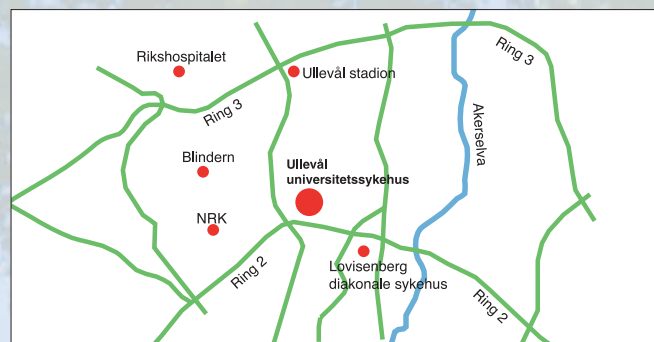 Rikshospitalet
Ring 3
Ullevål stadion
Ring 3
Akerselva
Blindern
Ullevål
universitetssykehus
NRK
Lovisenberg
diakonale sykehus
Ring 2
Ring 2